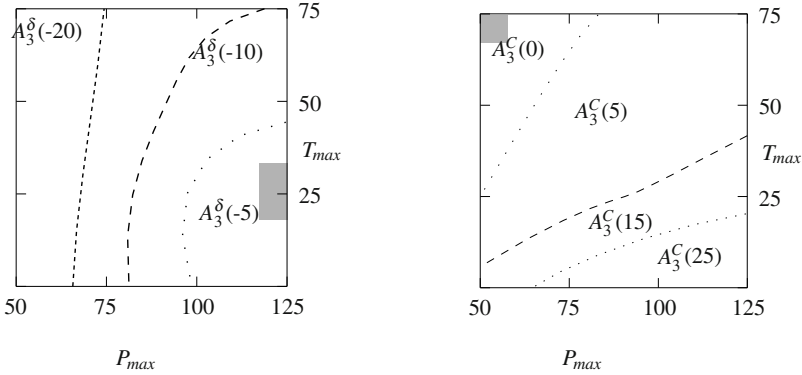 75
A_3^δ(-20)
A_3^δ(-10)
50
T_max
25
A_3^δ(-5)
50
75
100
125
P_max
75
A_3^C(0)
A_3^C(5)
50
T_max
25
A_3^C(15)
A_3^C(25)
50
75
100
125
P_max